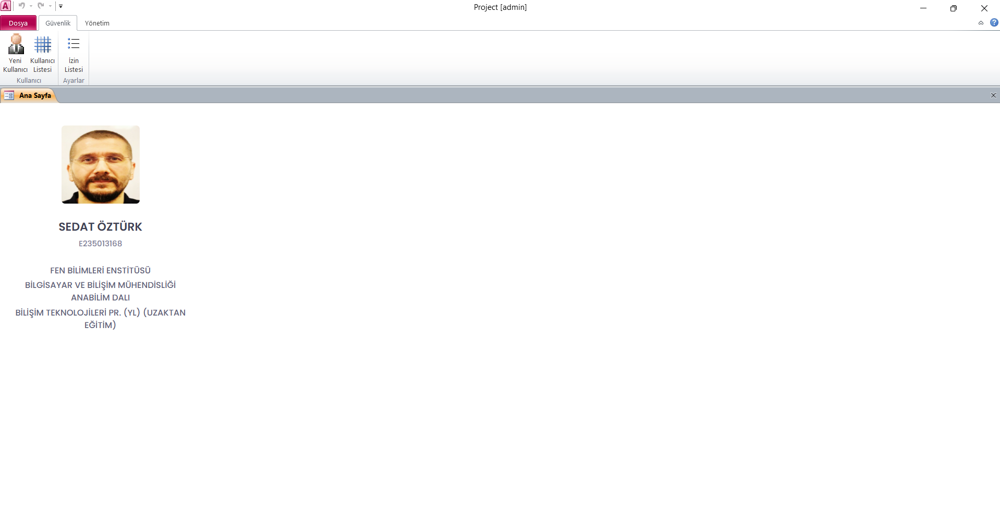 Project [admin]
Dosya Güvenlik Yönetim
Yeni Kullanıcı
Kullanıcı Listesi
İzin Listesi
Kullanıcı Ayarlar
Ana Sayfa
SEDAT ÖZTÜRK
E235013168
FEN BİLİMLERİ ENSTİTÜSÜ
BİLGİSAYAR VE BİLİŞİM MÜHENDİSLİĞİ
ANABİLİM DALI
BİLİŞİM TEKNOLOJİLERİ PR. (YL) (UZAKTAN
EĞİTİM)